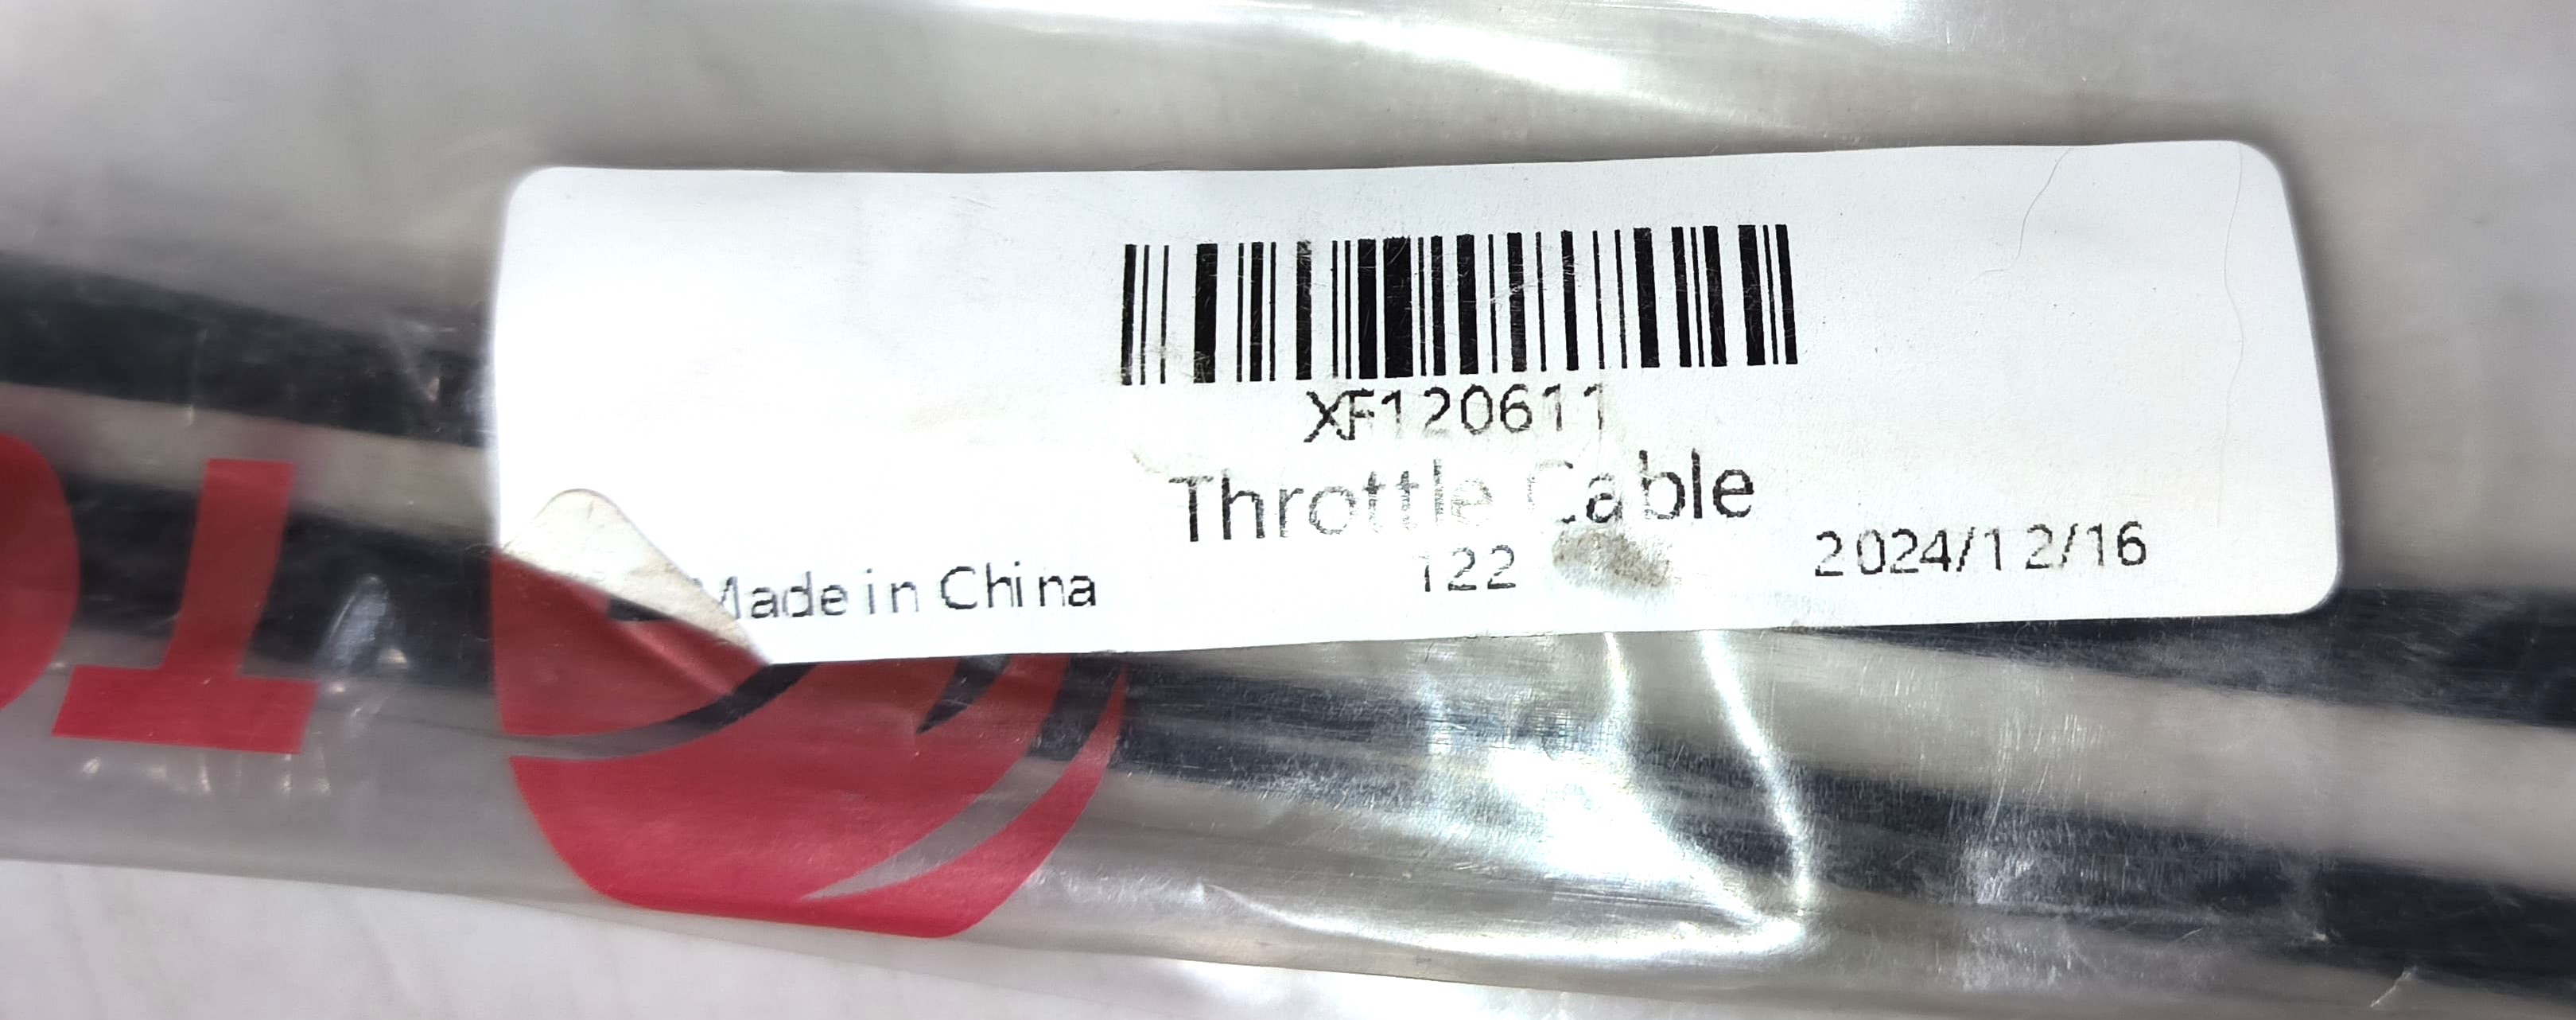 XF120611
Throttle Cable
122
2024/12/16
Made in China